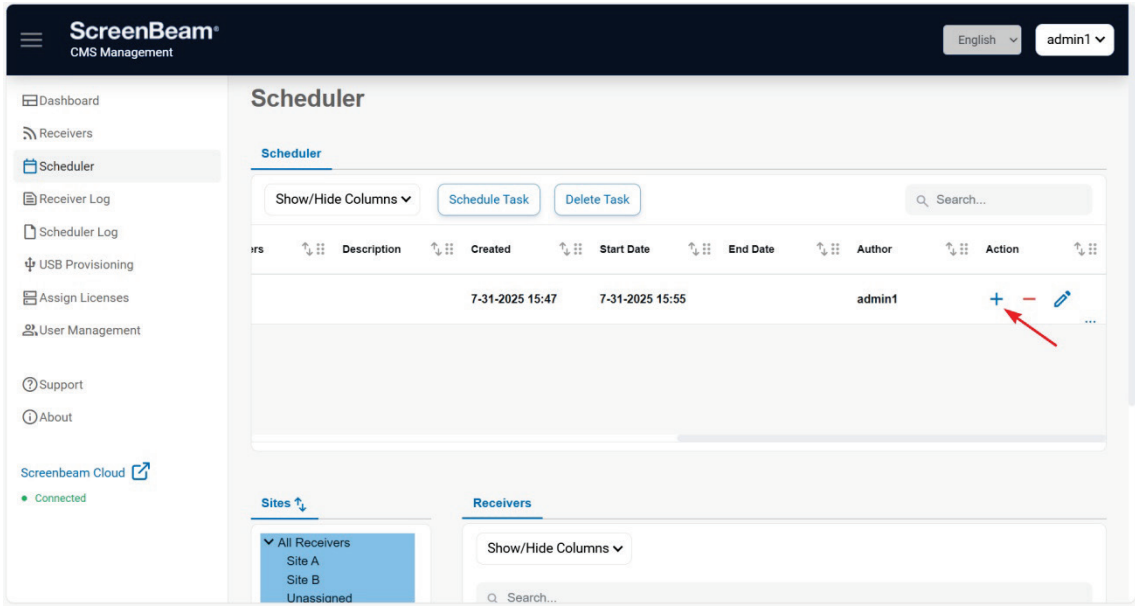 ScreenBeam®
CMS Management
English
admin1
Dashboard
Receivers
Scheduler
Receiver Log
Scheduler Log
USB Provisioning
Assign Licenses
User Management
Support
About
Screenbeam Cloud
Connected
Scheduler
Scheduler
Show/Hide Columns
Schedule Task
Delete Task
Search...
ers Description Created Start Date End Date Author Action
7-31-2025 15:47 7-31-2025 15:55 admin1
...
Sites
All Receivers
Site A
Site B
Unassigned
Receivers
Show/Hide Columns
Search...